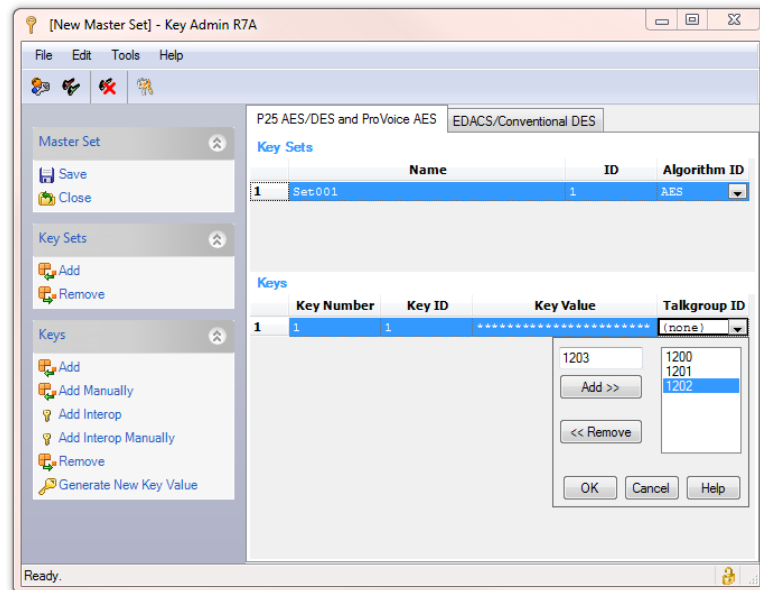 [New Master Set] - Key Admin R7A
File Edit Tools Help
P25 AES/DES and ProVoice AES EDACS/Conventional DES
Master Set
Save
Close
Key Sets
Add
Remove
Keys
Add
Add Manually
Add Interop
Add Interop Manually
Remove
Generate New Key Value
Key Sets
Name ID Algorithm ID
1 Set001 1 AES
Keys
Key Number Key ID Key Value Talkgroup ID
1 1 1 *********************** (none)
1203
Add >>
<< Remove
1200
1201
1202
OK Cancel Help
Ready.